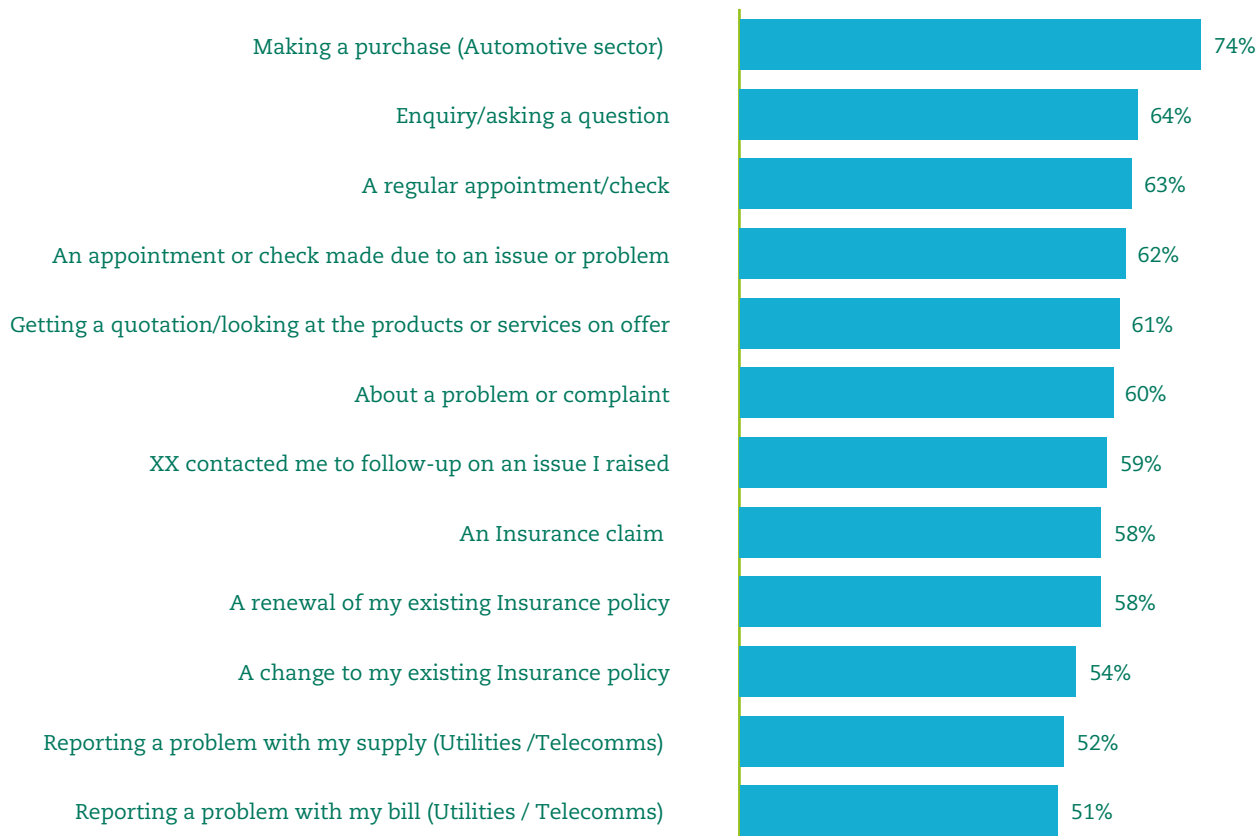 Making a purchase (Automotive sector) 74%
Enquiry/asking a question 64%
A regular appointment/check 63%
An appointment or check made due to an issue or problem 62%
Getting a quotation/looking at the products or services on offer 61%
About a problem or complaint 60%
XX contacted me to follow-up on an issue I raised 59%
An Insurance claim 58%
A renewal of my existing Insurance policy 58%
A change to my existing Insurance policy 54%
Reporting a problem with my supply (Utilities /Telecomms) 52%
Reporting a problem with my bill (Utilities / Telecomms) 51%